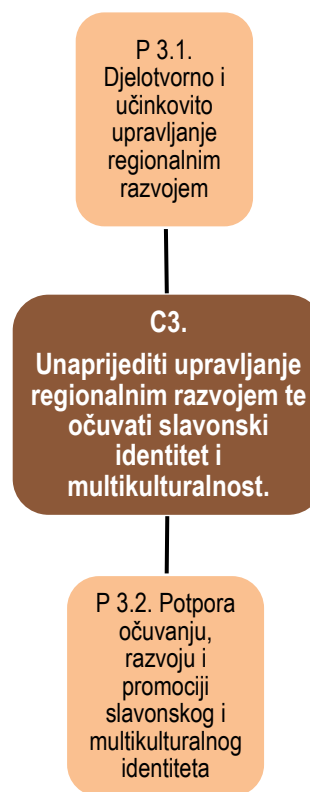 P 3.1.
Djelotvorno i
učinkovito
upravljanje
regionalnim
razvojem
C3.
Unaprijediti upravljanje
regionalnim razvojem te
očuvati slavonski
identitet i
multikulturalnost.
P 3.2. Potpora
očuvanju,
razvoju i
promociji
slavonskog i
multikulturalnog
identiteta